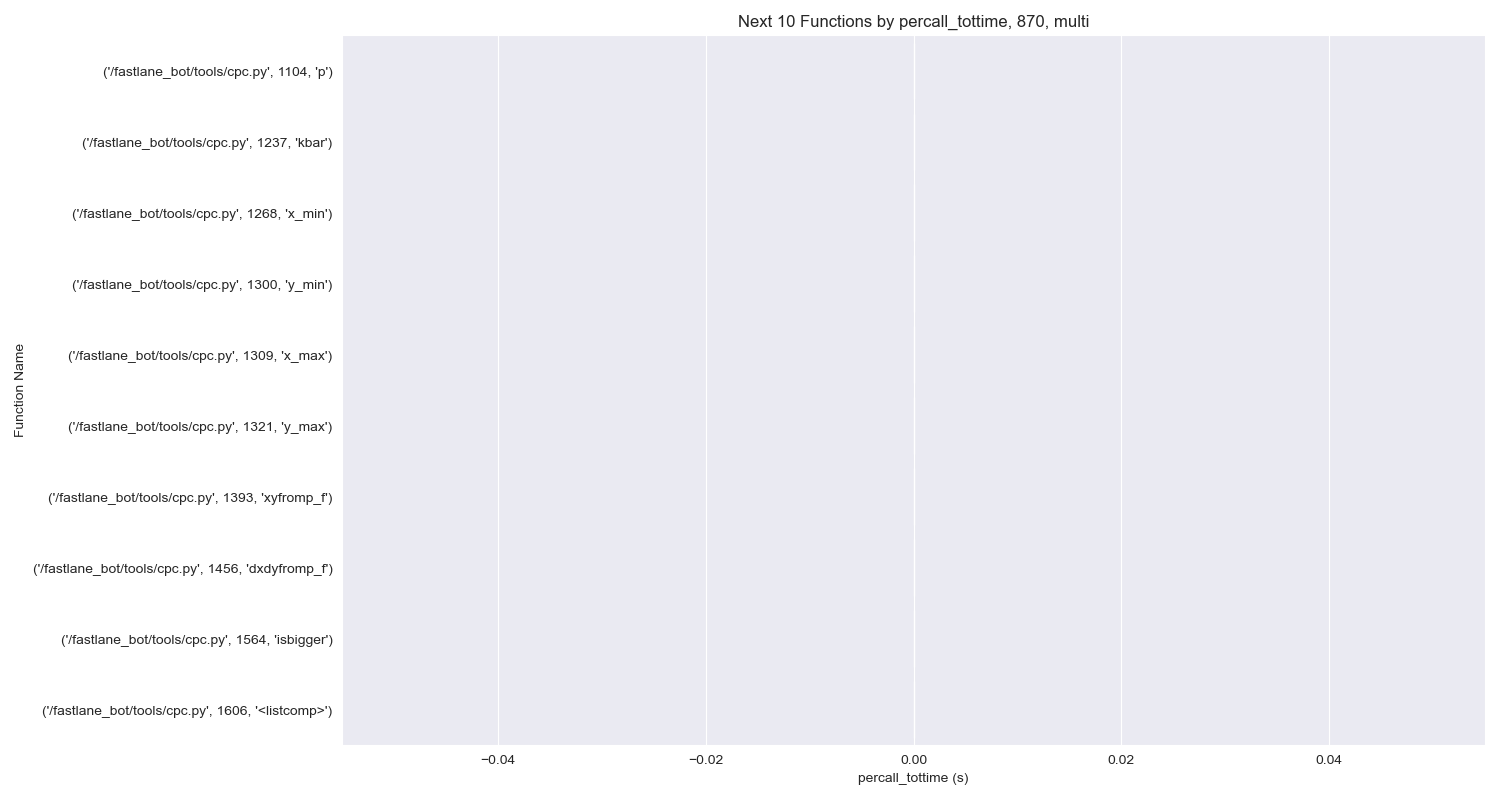 Next 10 Functions by percall_tottime, 870, multi
('/fastlane_bot/tools/cpc.py', 1104, 'p')
('/fastlane_bot/tools/cpc.py', 1237, 'kbar')
('/fastlane_bot/tools/cpc.py', 1268, 'x_min')
('/fastlane_bot/tools/cpc.py', 1300, 'y_min')
('/fastlane_bot/tools/cpc.py', 1309, 'x_max')
('/fastlane_bot/tools/cpc.py', 1321, 'y_max')
('/fastlane_bot/tools/cpc.py', 1393, 'xyfromp_f')
('/fastlane_bot/tools/cpc.py', 1456, 'dxdyfromp_f')
('/fastlane_bot/tools/cpc.py', 1564, 'isbigger')
('/fastlane_bot/tools/cpc.py', 1606, '<listcomp>')
Function Name
−0.04 −0.02 0.00 0.02 0.04
percall_tottime (s)